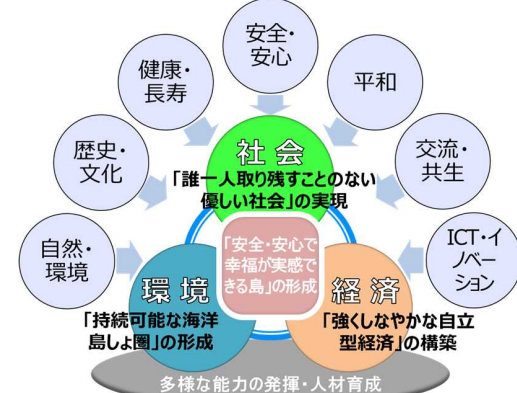 安全・
安心
健康・
長寿
平和
歴史・
文化
交流・
共生
自然・
環境
ICT・イ
ノベー
ション
社会
「誰一人取り残すことのない
優しい社会」の実現
「安全・安心で
幸福が実感で
きる島」の形成
環境
「持続可能な海洋
島しょ圏」の形成
経済
「強くしなやかな自立
型経済」の構築
多様な能力の発揮・人材育成